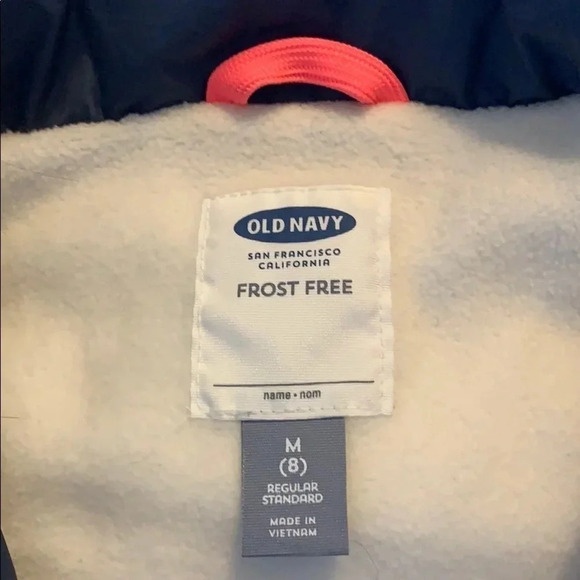 OLD NAVY
SAN FRANCISCO
CALIFORNIA
FROST FREE
name • nom
M
(8)
REGULAR
STANDARD
MADE IN
VIETNAM